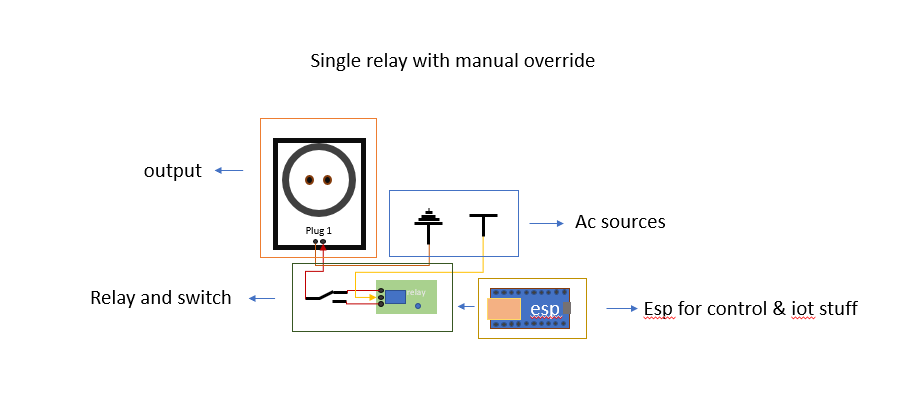 Single relay with manual override
output
Plug 1
Ac sources
Relay and switch
relay
esp
Esp for control & iot stuff